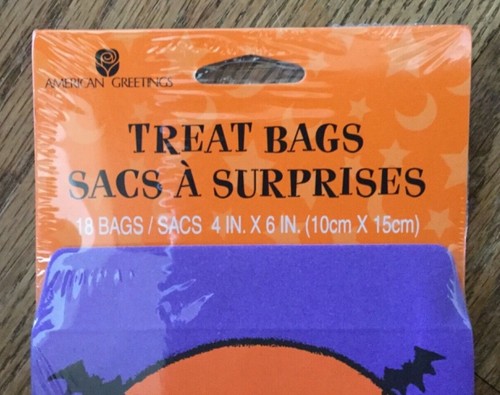 AMERICAN GREETINGS
TREAT BAGS
SACS À SURPRISES
18 BAGS / SACS 4 IN. X 6 IN. (10cm X 15cm)